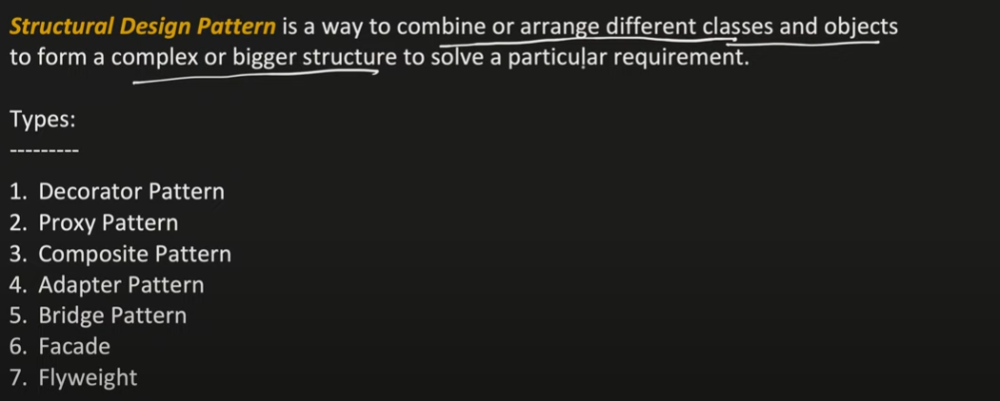 Structural Design Pattern is a way to combine or arrange different classes and objects
to form a complex or bigger structure to solve a particular requirement.
Types:
---------
1. Decorator Pattern
2. Proxy Pattern
3. Composite Pattern
4. Adapter Pattern
5. Bridge Pattern
6. Facade
7. Flyweight